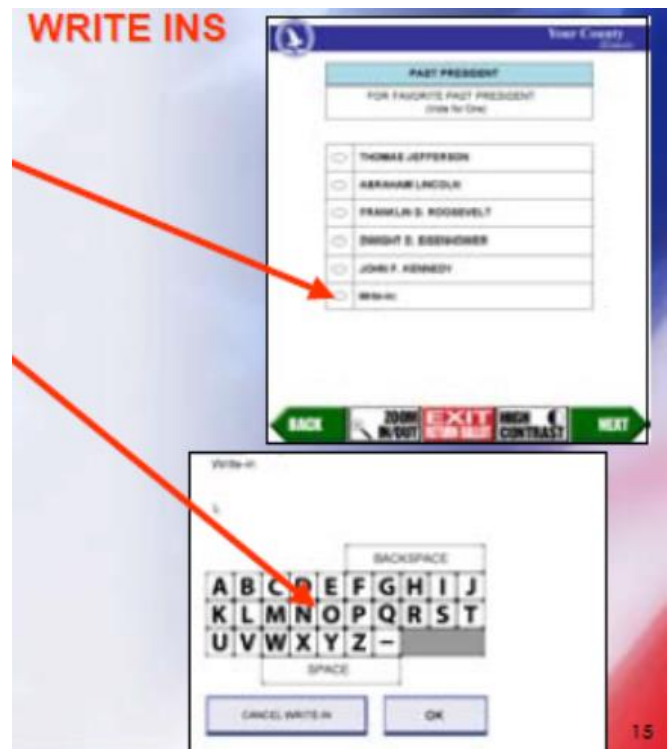 WRITE INS
Your County
PAST PRESIDENT
FOR FAVORITE PAST PRESIDENT
(Vote for One)
THOMAS JEFFERSON
ABRAHAM LINCOLN
FRANKLIN D. ROOSEVELT
DWIGHT D. EISENHOWER
JOHN F. KENNEDY
Write-in:
BACK
ZOOM IN/OUT
EXIT RETURN BALLOT
HIGH CONTRAST
NEXT
Write-in
BACKSPACE
A B C D E F G H I J
K L M N O P Q R S T
U V W X Y Z –
SPACE
CANCEL WRITE-IN
OK
15